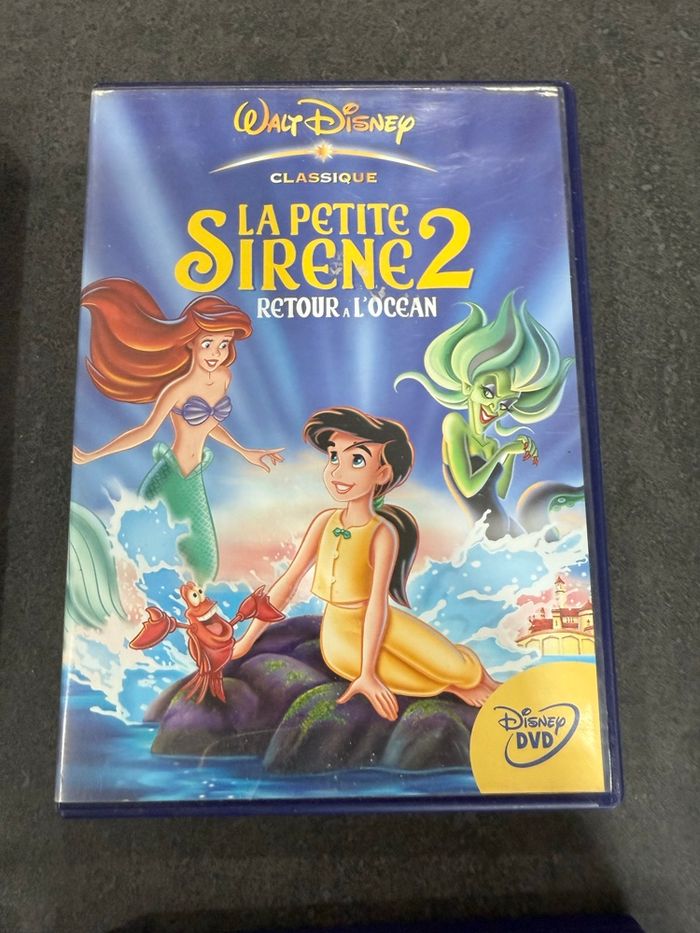 WALT DISNEY
CLASSIQUE
LA PETITE
SIRENE 2
RETOUR A L'OCEAN
DISNEY
DVD